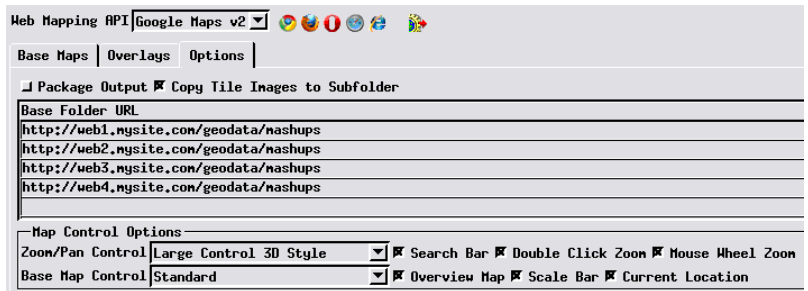 Web Mapping API Google Maps v2
Base Maps Overlays Options
Package Output Copy Tile Images to Subfolder
Base Folder URL
http://web1.mysite.com/geodata/mashups
http://web2.mysite.com/geodata/mashups
http://web3.mysite.com/geodata/mashups
http://web4.mysite.com/geodata/mashups
Map Control Options
Zoom/Pan Control Large Control 3D Style Search Bar Double Click Zoom Mouse Wheel Zoom
Base Map Control Standard Overview Map Scale Bar Current Location